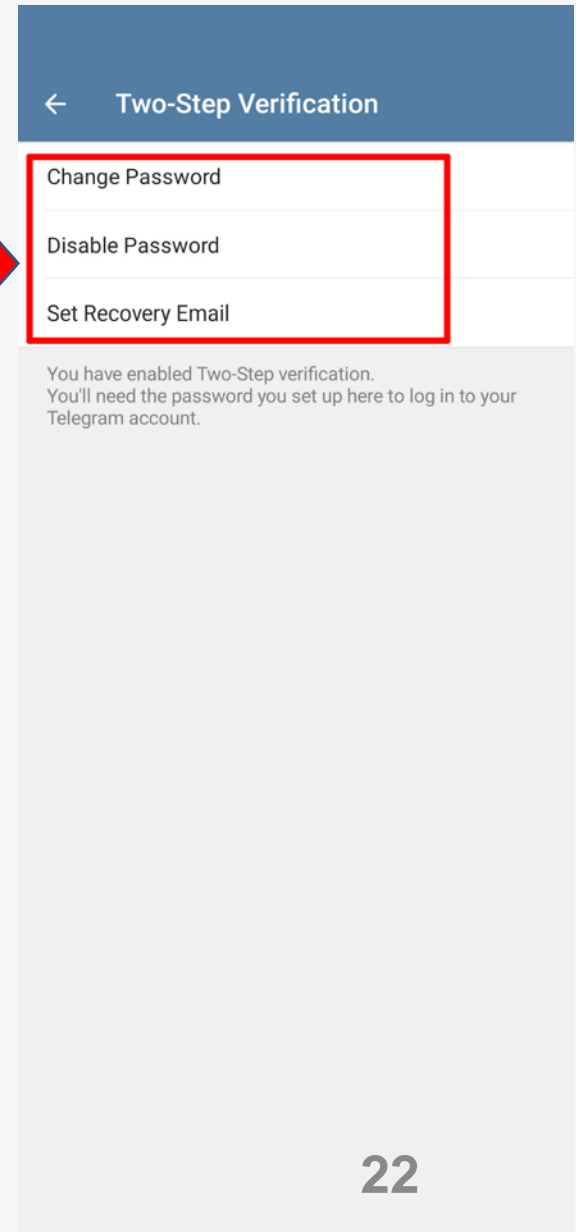 Two-Step Verification
Change Password
Disable Password
Set Recovery Email
You have enabled Two-Step verification.
You'll need the password you set up here to log in to your
Telegram account.
22